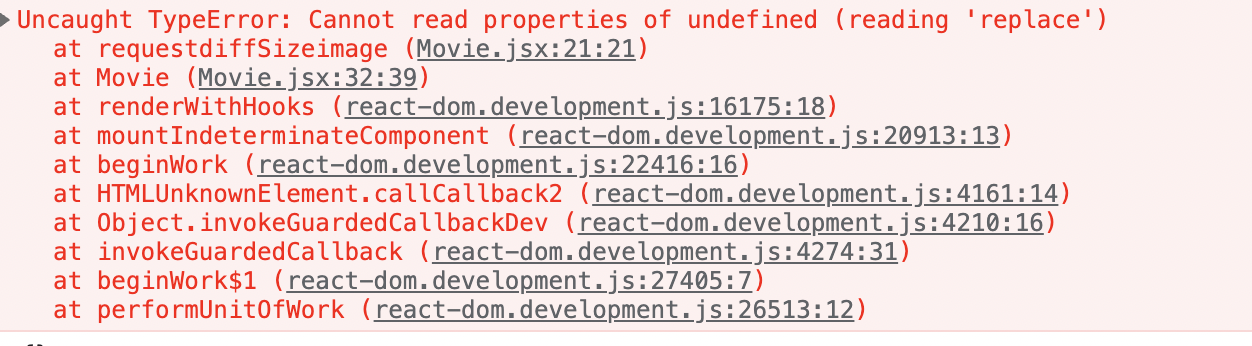 Uncaught TypeError: Cannot read properties of undefined (reading 'replace')
at requestdiffSizeimage (Movie.jsx:21:21)
at Movie (Movie.jsx:32:39)
at renderWithHooks (react-dom.development.js:16175:18)
at mountIndeterminateComponent (react-dom.development.js:20913:13)
at beginWork (react-dom.development.js:22416:16)
at HTMLUnknownElement.callCallback2 (react-dom.development.js:4161:14)
at Object.invokeGuardedCallbackDev (react-dom.development.js:4210:16)
at invokeGuardedCallback (react-dom.development.js:4274:31)
at beginWork$1 (react-dom.development.js:27405:7)
at performUnitOfWork (react-dom.development.js:26513:12)